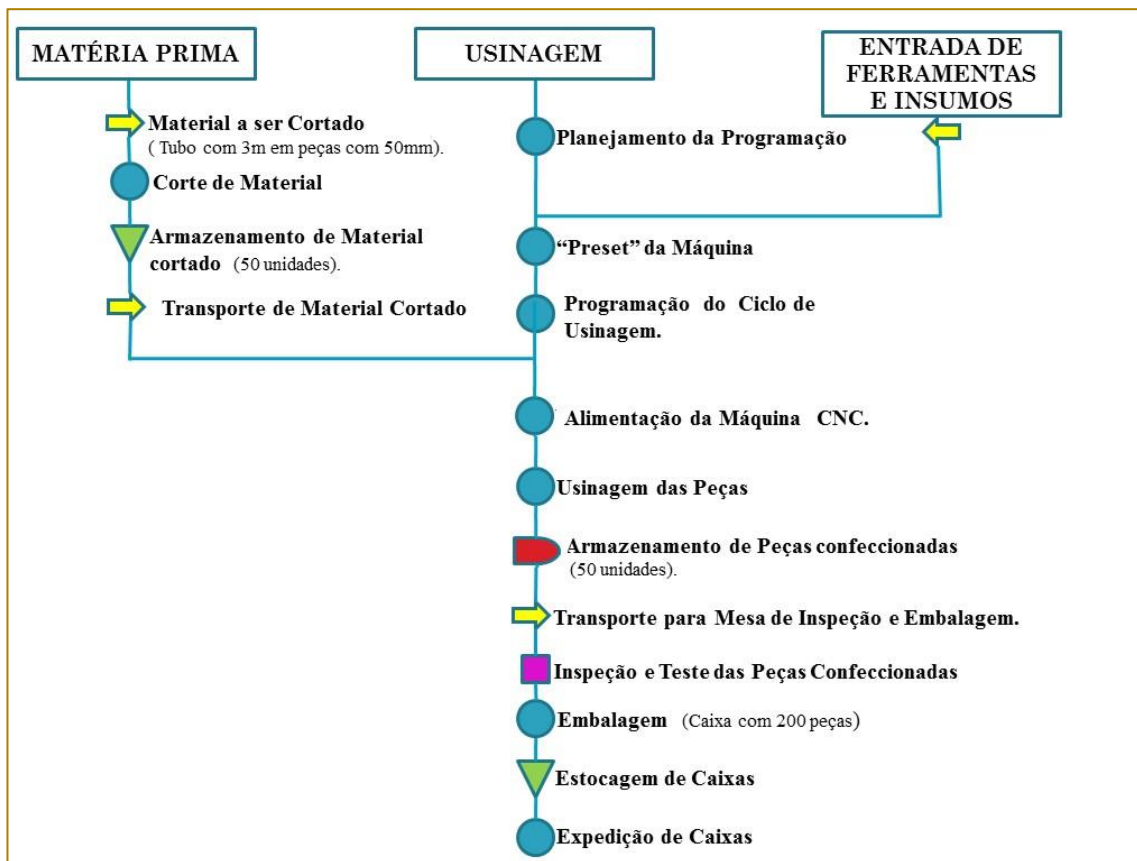 MATÉRIA PRIMA
Material a ser Cortado
( Tubo com 3m em peças com 50mm).
Corte de Material
Armazenamento de Material
cortado (50 unidades).
Transporte de Material Cortado
USINAGEM
Planejamento da Programação
ENTRADA DE
FERRAMENTAS
E INSUMOS
“Preset” da Máquina
Programação do Ciclo de
Usinagem.
Alimentação da Máquina CNC.
Usinagem das Peças
Armazenamento de Peças confeccionadas
(50 unidades).
Transporte para Mesa de Inspeção e Embalagem.
Inspeção e Teste das Peças Confeccionadas
Embalagem (Caixa com 200 peças)
Estocagem de Caixas
Expedição de Caixas